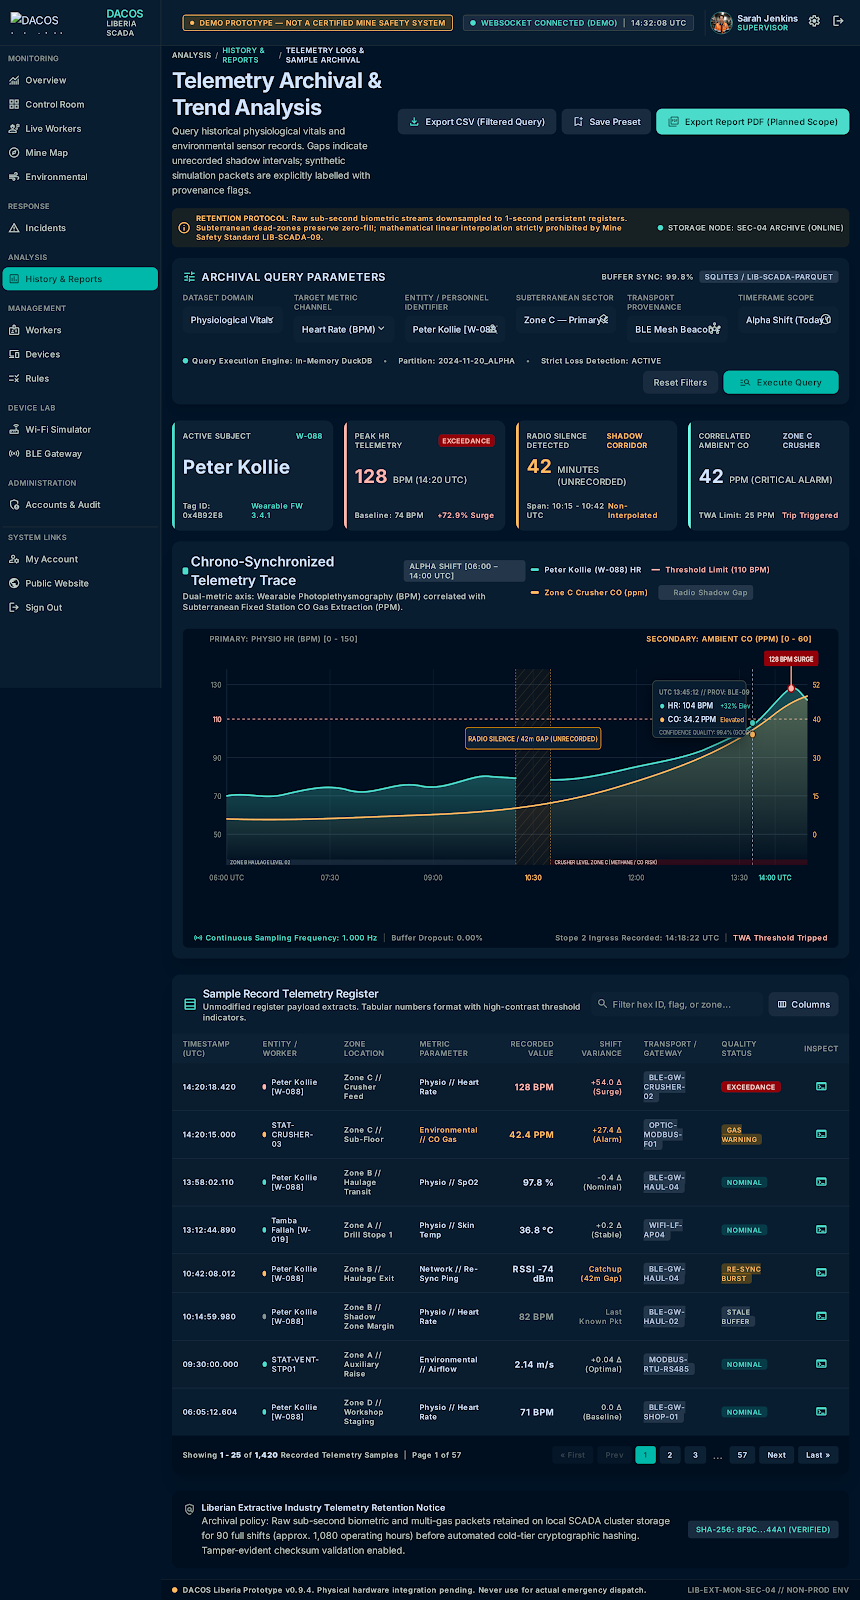 DACOS
DACOS
LIBERIA
SCADA
DEMO PROTOTYPE — NOT A CERTIFIED MINE SAFETY SYSTEM
WEBSOCKET CONNECTED (DEMO) | 14:32:08 UTC
Sarah Jenkins
SUPERVISOR
MONITORING
Overview
Control Room
Live Workers
Mine Map
Environmental
RESPONSE
Incidents
ANALYSIS
History & Reports
MANAGEMENT
Workers
Devices
Rules
DEVICE LAB
Wi-Fi Simulator
BLE Gateway
ADMINISTRATION
Accounts & Audit
SYSTEM LINKS
My Account
Public Website
Sign Out
ANALYSIS / HISTORY & REPORTS / TELEMETRY LOGS & SAMPLE ARCHIVAL
Telemetry Archival &
Trend Analysis
Query historical physiological vitals and
environmental sensor records. Gaps indicate
unrecorded shadow intervals; synthetic
simulation packets are explicitly labelled with
provenance flags.
Export CSV (Filtered Query)
Save Preset
Export Report PDF (Planned Scope)
RETENTION PROTOCOL: Raw sub-second biometric streams downsampled to 1-second persistent registers.
Subterranean dead-zones preserve zero-fill; mathematical linear interpolation strictly prohibited by Mine
Safety Standard LIB-SCADA-09.
STORAGE NODE: SEC-04 ARCHIVE (ONLINE)
ARCHIVAL QUERY PARAMETERS
BUFFER SYNC: 99.8%
SQLITE3 / LIB-SCADA-PARQUET
DATASET DOMAIN
Physiological Vitals
TARGET METRIC
CHANNEL
Heart Rate (BPM)
ENTITY / PERSONNEL
IDENTIFIER
Peter Kollie [W-088
SUBTERRANEAN SECTOR
Zone C — Primary
TRANSPORT
PROVENANCE
BLE Mesh Beacon
TIMEFRAME SCOPE
Alpha Shift (Today
Query Execution Engine: In-Memory DuckDB • Partition: 2024-11-20_ALPHA • Strict Loss Detection: ACTIVE
Reset Filters
Execute Query
ACTIVE SUBJECT
W-088
Peter Kollie
Tag ID:
0x4B92E8
Wearable FW
3.4.1
PEAK HR
TELEMETRY
EXCEEDANCE
128 BPM (14:20 UTC)
Baseline: 74 BPM
+72.9% Surge
RADIO SILENCE
DETECTED
SHADOW
CORRIDOR
42 MINUTES
(UNRECORDED)
Span: 10:15 - 10:42
UTC
Non-
Interpolated
CORRELATED
AMBIENT CO
ZONE C
CRUSHER
42 PPM (CRITICAL ALARM)
TWA Limit: 25 PPM
Trip Triggered
Chrono-Synchronized
Telemetry Trace
ALPHA SHIFT [06:00 –
14:00 UTC]
Dual-metric axis: Wearable Photoplethysmography (BPM) correlated with
Subterranean Fixed Station CO Gas Extraction (PPM).
Peter Kollie (W-088) HR
Threshold Limit (110 BPM)
Zone C Crusher CO (ppm)
Radio Shadow Gap
PRIMARY: PHYSIO HR (BPM) [0 - 150]
SECONDARY: AMBIENT CO (PPM) [0 - 60]
128 BPM SURGE
130
110
90
70
50
52
40
30
15
0
UTC 13:45:12 // PROV: BLE-09
HR: 104 BPM +32% Elev
CO: 34.2 PPM Elevated
CONFIDENCE QUALITY: 99.4% (GOOD
RADIO SILENCE / 42m GAP (UNRECORDED)
ZONE B HAULAGE LEVEL 02
CRUSHER LEVEL ZONE C (METHANE / CO RISK)
06:00 UTC
07:30
09:00
10:30
12:00
13:30
14:00 UTC
Continuous Sampling Frequency: 1.000 Hz | Buffer Dropout: 0.00%
Stope 2 Ingress Recorded: 14:18:22 UTC | TWA Threshold Tripped
Sample Record Telemetry Register
Unmodified register payload extracts. Tabular numbers format with high-contrast threshold
indicators.
Filter hex ID, flag, or zone...
Columns
TIMESTAMP (UTC) ENTITY / WORKER ZONE LOCATION METRIC PARAMETER RECORDED VALUE SHIFT VARIANCE TRANSPORT / GATEWAY QUALITY STATUS INSPECT
14:20:18.420 Peter Kollie [W-088] Zone C // Crusher Feed Physio // Heart Rate 128 BPM +54.0 Δ (Surge) BLE-GW-CRUSHER-02 EXCEEDANCE
14:20:15.000 STAT-CRUSHER-03 Zone C // Sub-Floor Environmental // CO Gas 42.4 PPM +27.4 Δ (Alarm) OPTIC-MODBUS-F01 GAS WARNING
13:58:02.110 Peter Kollie [W-088] Zone B // Haulage Transit Physio // SpO2 97.8 % -0.4 Δ (Nominal) BLE-GW-HAUL-04 NOMINAL
13:12:44.890 Tamba Fallah [W-019] Zone A // Drill Stope 1 Physio // Skin Temp 36.8 °C +0.2 Δ (Stable) WIFI-LF-AP04 NOMINAL
10:42:08.012 Peter Kollie [W-088] Zone B // Haulage Exit Network // Re-Sync Ping RSSI -74 dBm Catchup (42m Gap) BLE-GW-HAUL-04 RE-SYNC BURST
10:14:59.980 Peter Kollie [W-088] Zone B // Shadow Zone Margin Physio // Heart Rate 82 BPM Last Known Pkt BLE-GW-HAUL-02 STALE BUFFER
09:30:00.000 STAT-VENT-STP01 Zone A // Auxiliary Raise Environmental // Airflow 2.14 m/s +0.04 Δ (Optimal) MODBUS-RTU-RS485 NOMINAL
06:05:12.604 Peter Kollie [W-088] Zone D // Workshop Staging Physio // Heart Rate 71 BPM 0.0 Δ (Baseline) BLE-GW-SHOP-01 NOMINAL
Showing 1 - 25 of 1,420 Recorded Telemetry Samples | Page 1 of 57
« First Prev 1 2 3 ... 57 Next Last »
Liberian Extractive Industry Telemetry Retention Notice
Archival policy: Raw sub-second biometric and multi-gas packets retained on local SCADA cluster storage
for 90 full shifts (approx. 1,080 operating hours) before automated cold-tier cryptographic hashing.
Tamper-evident checksum validation enabled.
SHA-256: 8F9C...44A1 (VERIFIED)
DACOS Liberia Prototype v0.9.4. Physical hardware integration pending. Never use for actual emergency dispatch.
LIB-EXT-MON-SEC-04 // NON-PROD ENV